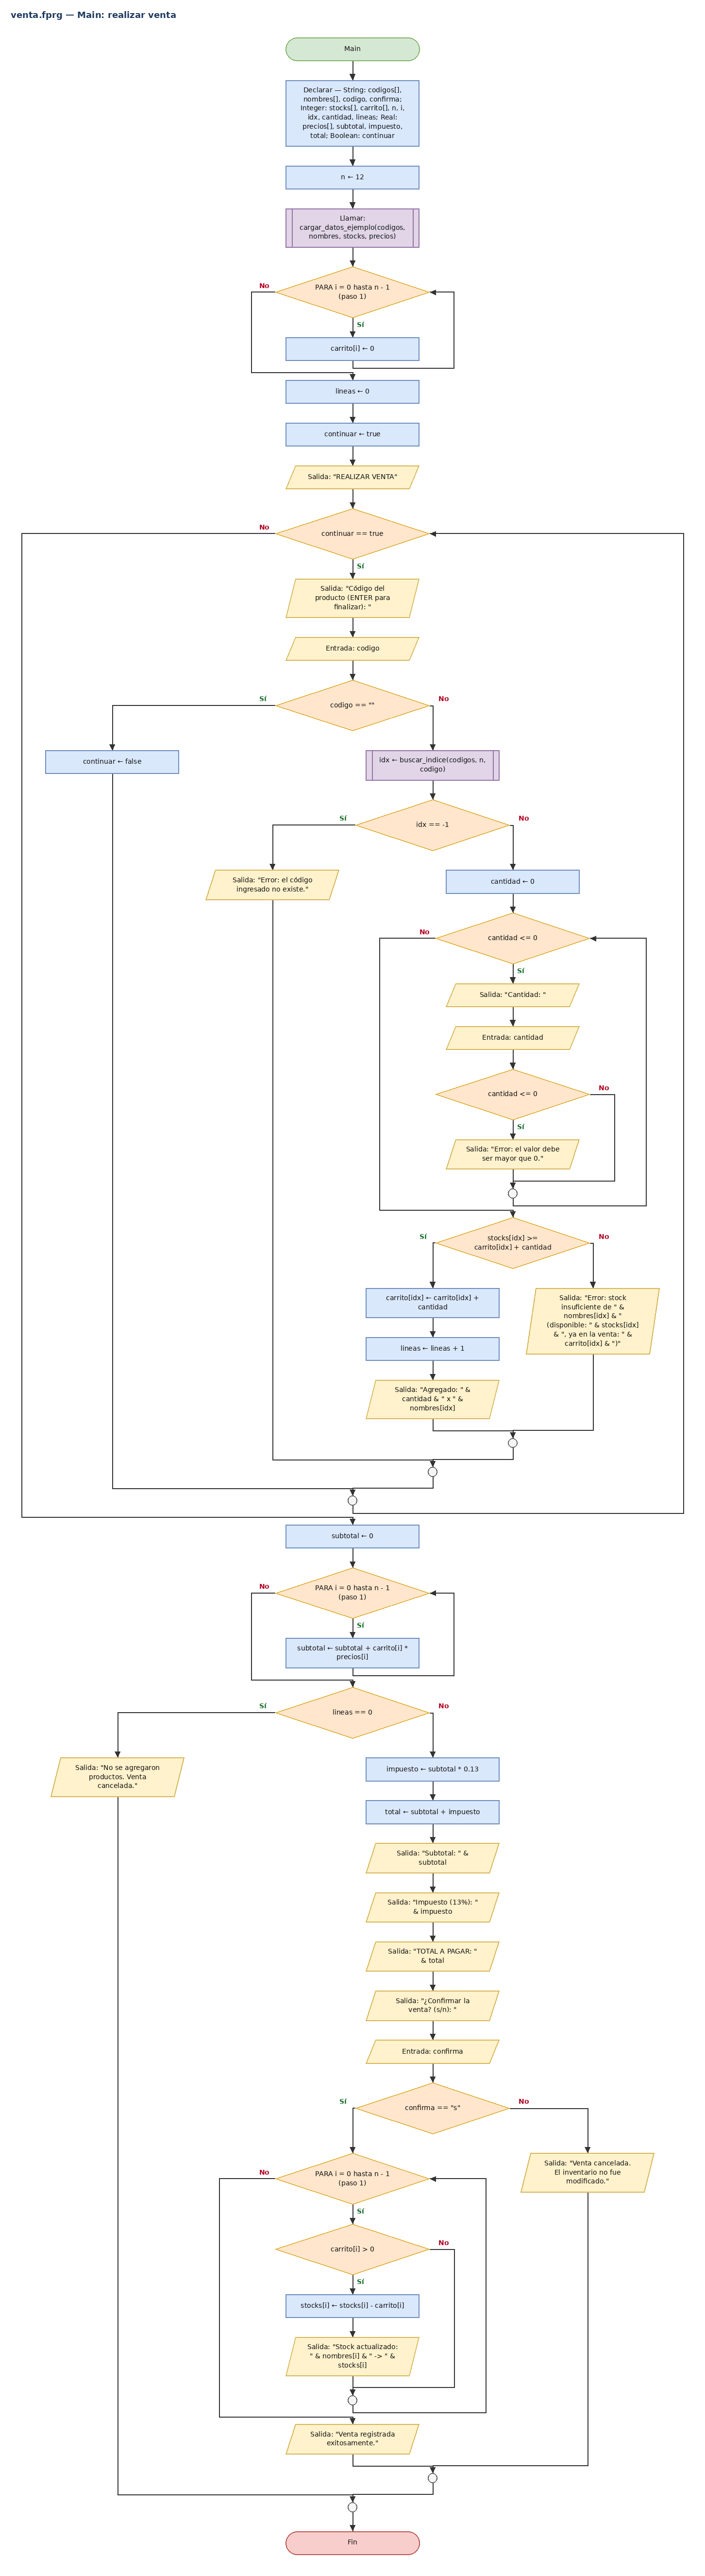 venta.fprg — Main: realizar venta
Main
Declarar — String: codigos[],
nombres[], codigo, confirma;
Integer: stocks[], carrito[], n, i,
idx, cantidad, lineas; Real:
precios[], subtotal, impuesto,
total; Boolean: continuar
n ← 12
Llamar:
cargar_datos_ejemplo(codigos,
nombres, stocks, precios)
PARA i = 0 hasta n - 1
(paso 1)
No
Sí
carrito[i] ← 0
lineas ← 0
continuar ← true
Salida: "REALIZAR VENTA"
continuar == true
No
Sí
Salida: "Código del
producto (ENTER para
finalizar): "
Entrada: codigo
codigo == ""
Sí
No
continuar ← false
idx ← buscar_indice(codigos, n,
codigo)
idx == -1
Sí
No
Salida: "Error: el código
ingresado no existe."
cantidad ← 0
cantidad <= 0
No
Sí
Salida: "Cantidad: "
Entrada: cantidad
cantidad <= 0
No
Sí
Salida: "Error: el valor debe
ser mayor que 0."
stocks[idx] >=
carrito[idx] + cantidad
Sí
No
carrito[idx] ← carrito[idx] +
cantidad
lineas ← lineas + 1
Salida: "Agregado: " &
cantidad & " x " &
nombres[idx]
Salida: "Error: stock
insuficiente de " &
nombres[idx] & "
(disponible: " & stocks[idx]
& ", ya en la venta: " &
carrito[idx] & ")"
subtotal ← 0
PARA i = 0 hasta n - 1
(paso 1)
No
Sí
subtotal ← subtotal + carrito[i] *
precios[i]
lineas == 0
Sí
No
Salida: "No se agregaron
productos. Venta
cancelada."
impuesto ← subtotal * 0.13
total ← subtotal + impuesto
Salida: "Subtotal: " &
subtotal
Salida: "Impuesto (13%): "
& impuesto
Salida: "TOTAL A PAGAR: "
& total
Salida: "¿Confirmar la
venta? (s/n): "
Entrada: confirma
confirma == "s"
Sí
No
PARA i = 0 hasta n - 1
(paso 1)
No
Sí
Salida: "Venta cancelada.
El inventario no fue
modificado."
carrito[i] > 0
No
Sí
stocks[i] ← stocks[i] - carrito[i]
Salida: "Stock actualizado:
" & nombres[i] & " -> " &
stocks[i]
Salida: "Venta registrada
exitosamente."
Fin